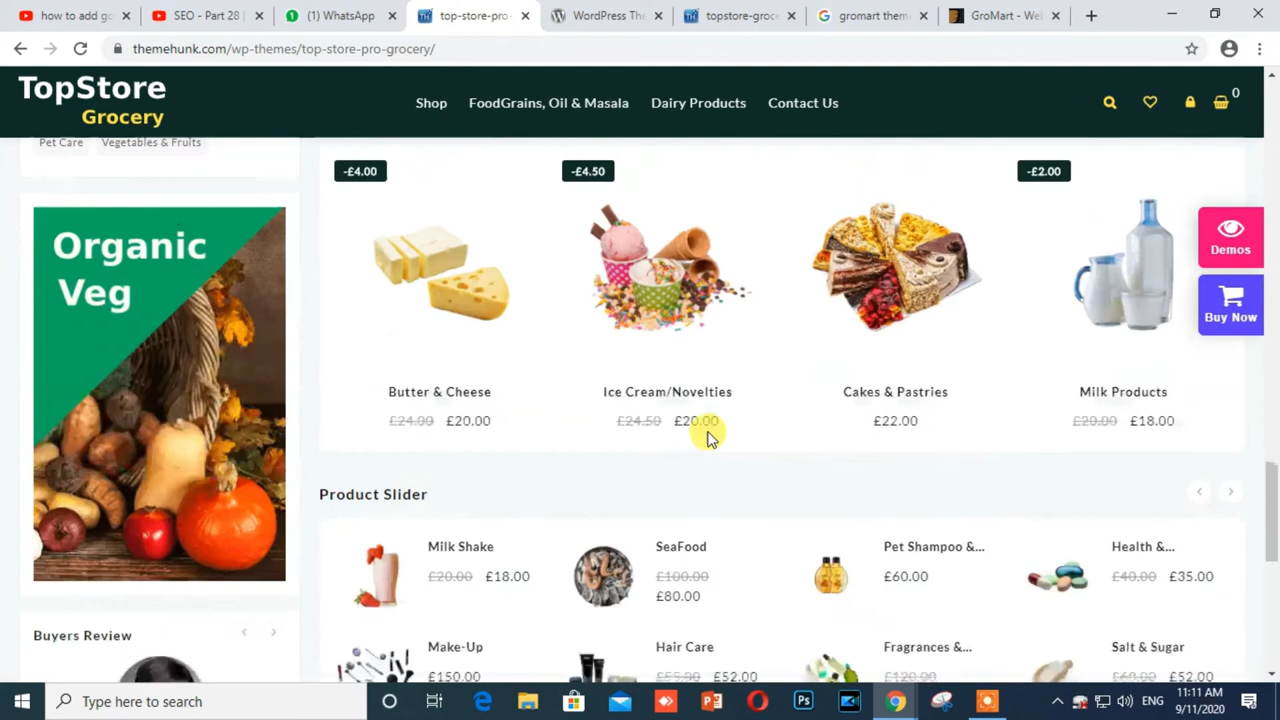 how to add go
SEO - Part 28 |
(1) WhatsApp
top-store-pro-
WordPress The
topstore-groce
gromart them
GroMart - We
themehunk.com/wp-themes/top-store-pro-grocery/
TopStore
Grocery
Shop
FoodGrains, Oil & Masala
Dairy Products
Contact Us
0
Pet Care
Vegetables & Fruits
-£4.00
-£4.50
-£2.00
Organic
Veg
Demos
Buy Now
Butter & Cheese
£24.00 £20.00
Ice Cream/Novelties
£24.50 £20.00
Cakes & Pastries
£22.00
Milk Products
£20.00 £18.00
Product Slider
Milk Shake
£20.00 £18.00
SeaFood
£100.00
£80.00
Pet Shampoo &...
£60.00
Health &...
£40.00 £35.00
Buyers Review
Make-Up
£150.00
Hair Care
£55.00 £52.00
Fragrances &...
£120.00
Salt & Sugar
£60.00 £52.00
Type here to search
Ps
ENG
11:11 AM
9/11/2020